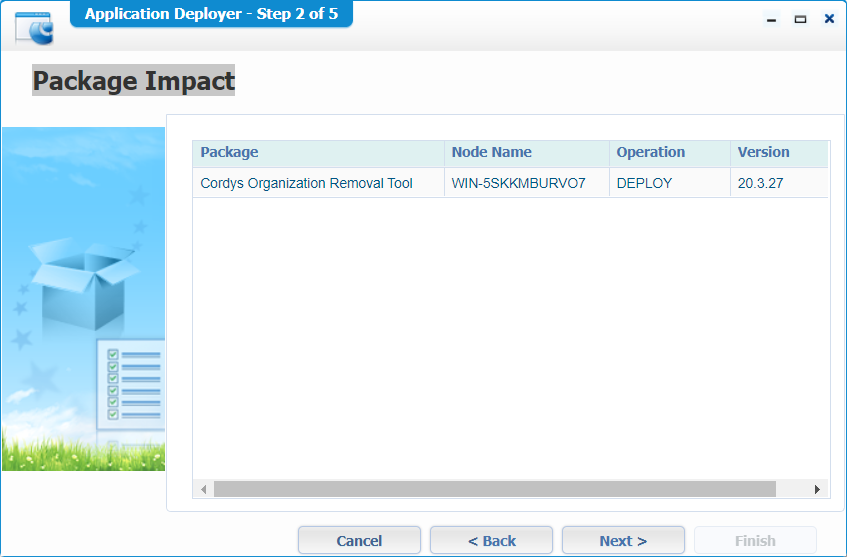 Application Deployer - Step 2 of 5
Package Impact
Package Node Name Operation Version
Cordys Organization Removal Tool WIN-5SKKMBURVO7 DEPLOY 20.3.27
Cancel < Back Next > Finish